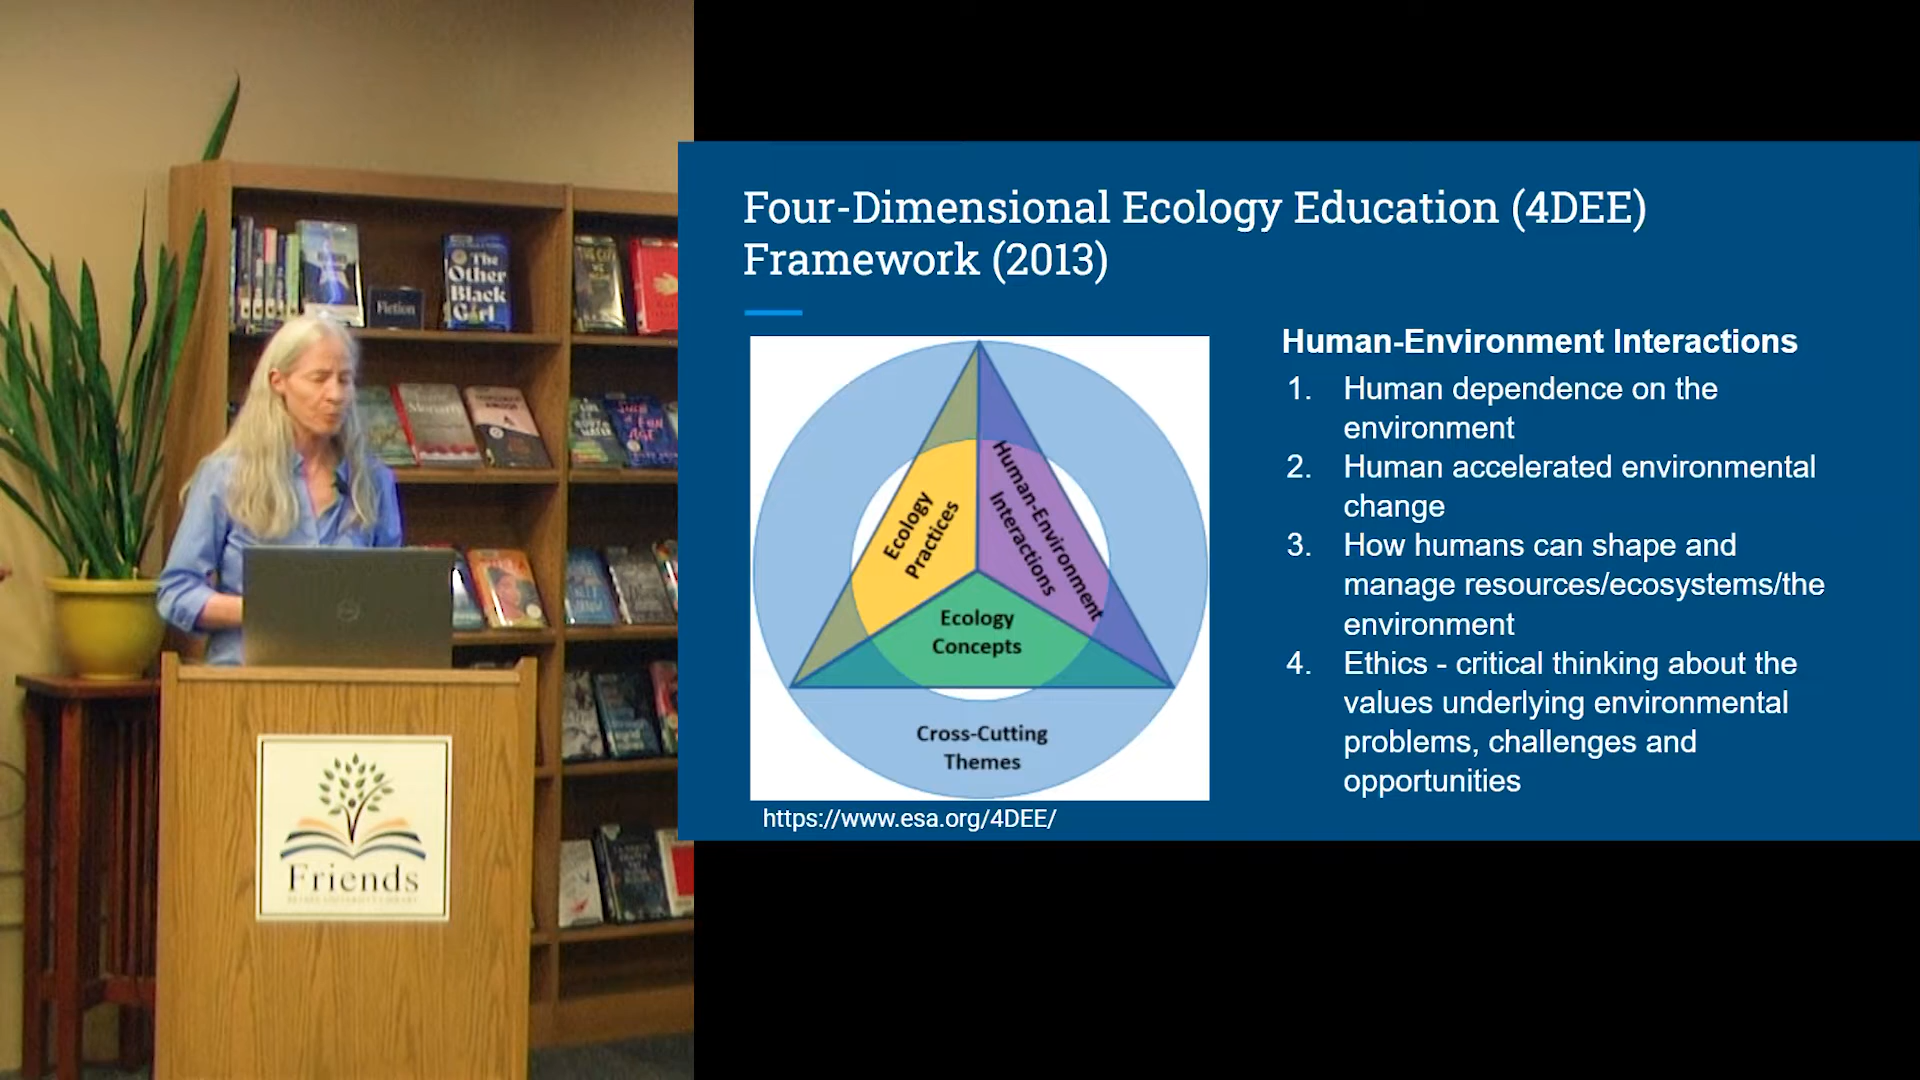 Four-Dimensional Ecology Education (4DEE)
Framework (2013)
Human-Environment Interactions
1. Human dependence on the
environment
2. Human accelerated environmental
change
3. How humans can shape and
manage resources/ecosystems/the
environment
4. Ethics - critical thinking about the
values underlying environmental
problems, challenges and
opportunities
Ecology
Practices
Human-Environment
Interactions
Ecology
Concepts
Cross-Cutting
Themes
https://www.esa.org/4DEE/
The
Other
Black
Girl
Fiction
Friends